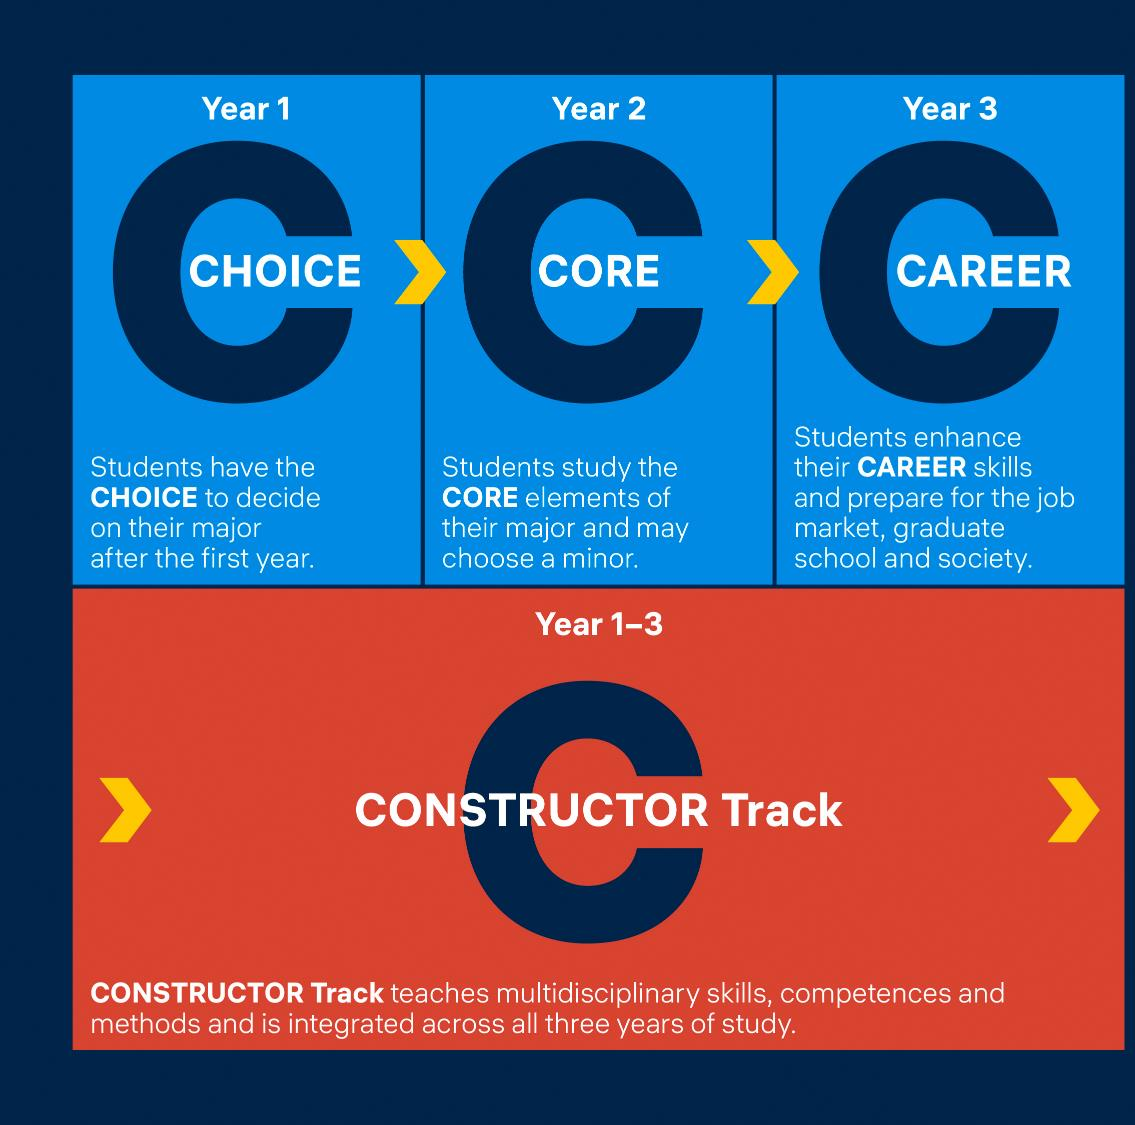 Year 1
CHOICE
Students have the
CHOICE to decide
on their major
after the first year.
Year 2
CORE
Students study the
CORE elements of
their major and may
choose a minor.
Year 3
CAREER
Students enhance
their CAREER skills
and prepare for the job
market, graduate
school and society.
Year 1–3
CONSTRUCTOR Track
CONSTRUCTOR Track teaches multidisciplinary skills, competences and
methods and is integrated across all three years of study.